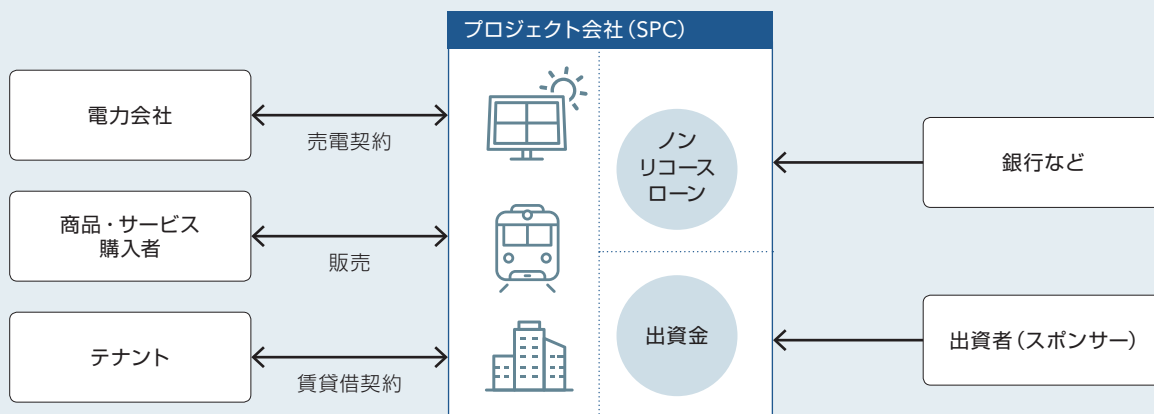 プロジェクト会社(SPC)
電力会社
売電契約
商品・サービス
購入者
販売
テナント
賃貸借契約
ノン
リコース
ローン
出資金
銀行など
出資者(スポンサー)